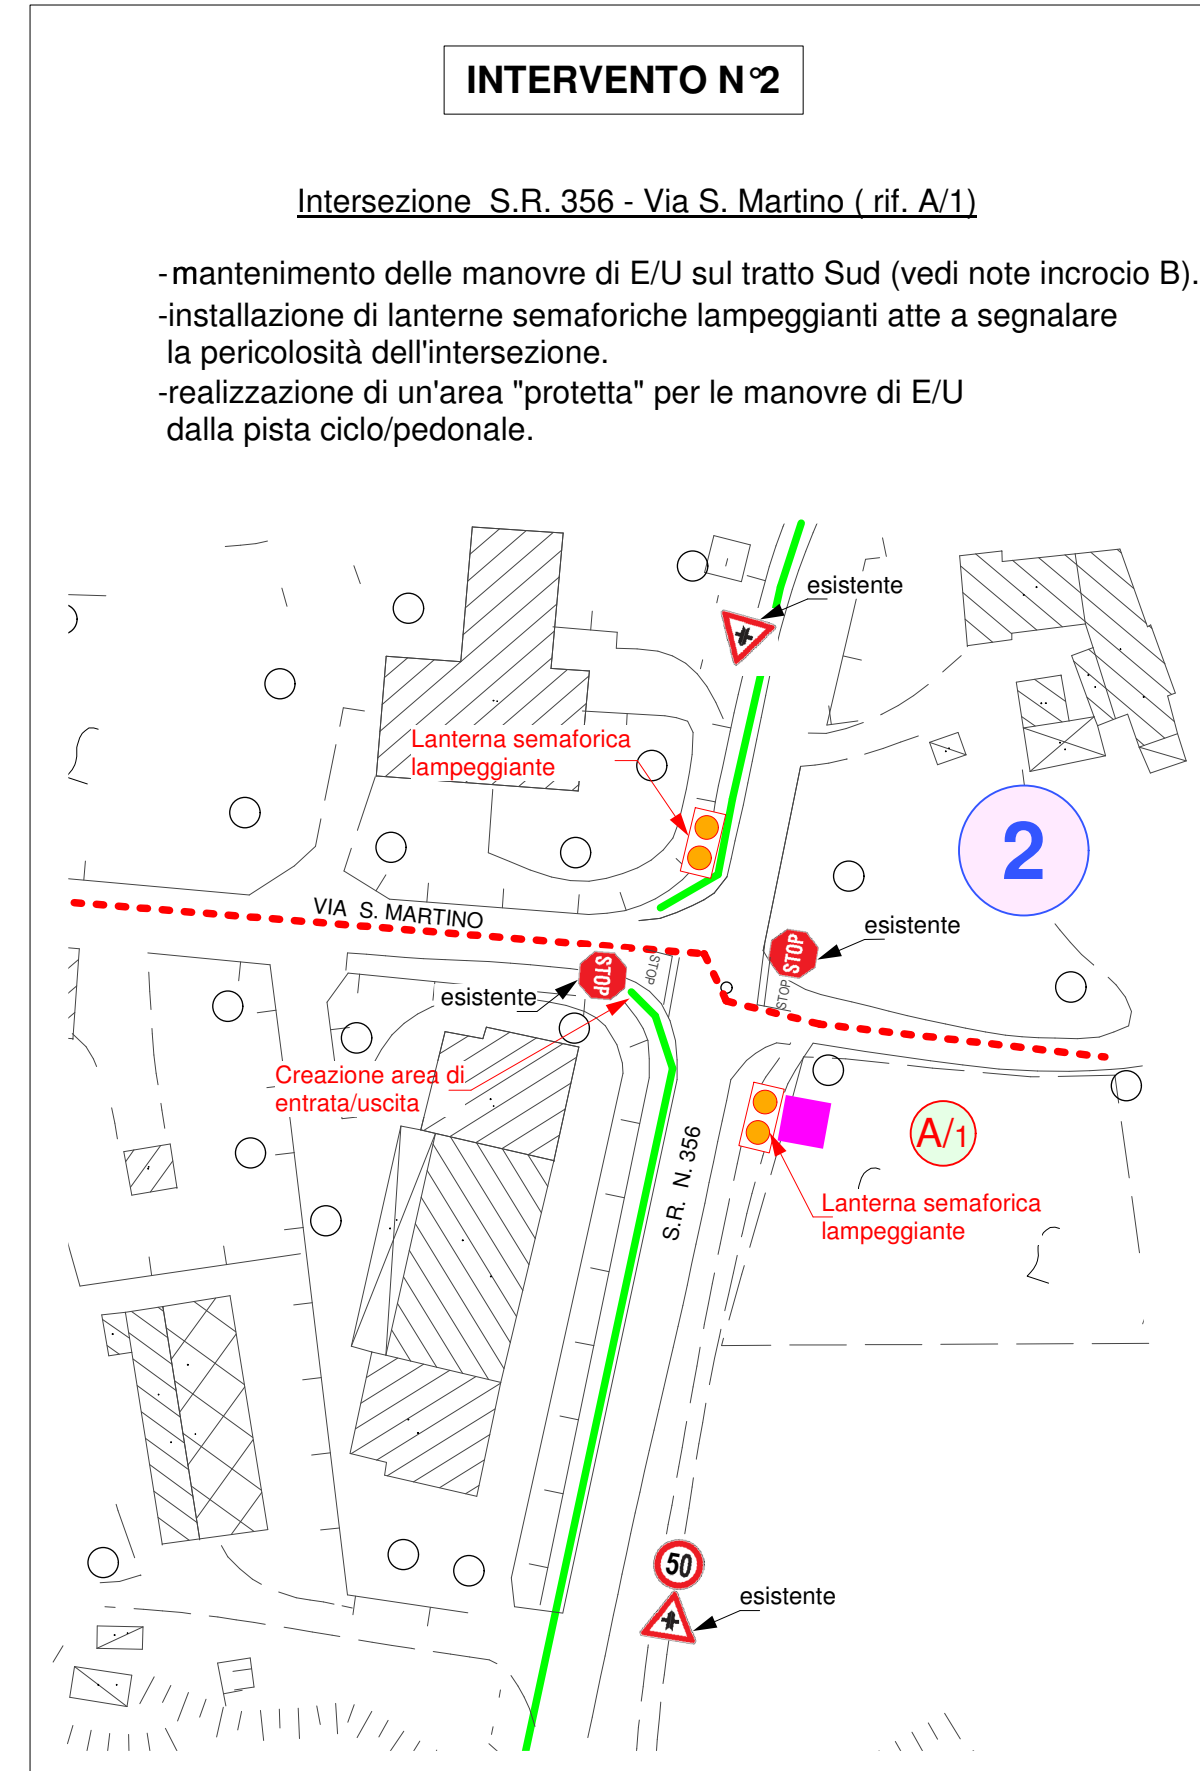 INTERVENTO N°2
Intersezione S.R. 356 - Via S. Martino ( rif. A/1)
-mantenimento delle manovre di E/U sul tratto Sud (vedi note incrocio B).
-installazione di lanterne semaforiche lampeggianti atte a segnalare
la pericolosità dell'intersezione.
-realizzazione di un'area "protetta" per le manovre di E/U
dalla pista ciclo/pedonale.
esistente
Lanterna semaforica
lampeggiante
2
VIA S. MARTINO
esistente
STOP
STOP
STOP
STOP
esistente
Creazione area di
entrata/uscita
A/1
S.R. N. 356
Lanterna semaforica
lampeggiante
50
esistente